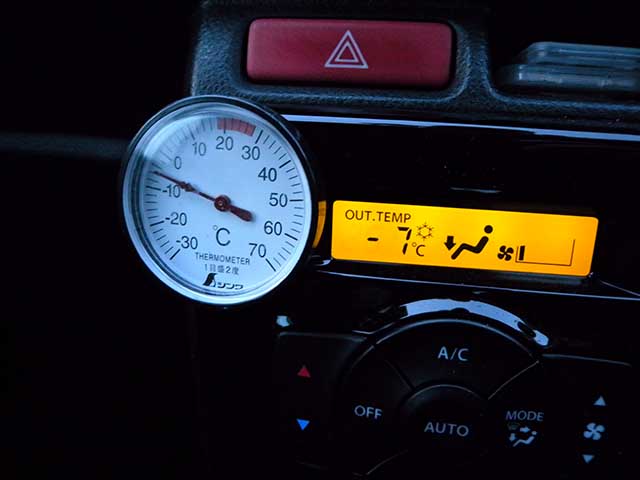 -30
-20
-10
0
10
20
30
40
50
60
70
℃
THERMOMETER
1目盛2度
シンワ
OUT.TEMP
-7℃
A/C
OFF
AUTO
MODE